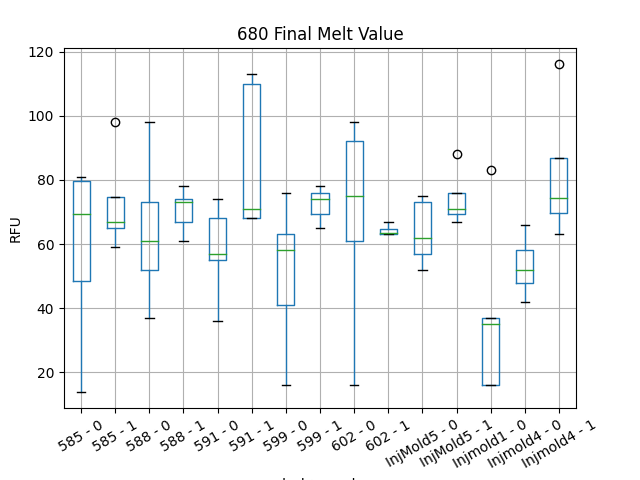 680 Final Melt Value
120
100
80
60
40
20
RFU
585 - 0
585 - 1
588 - 0
588 - 1
591 - 0
591 - 1
599 - 0
599 - 1
602 - 0
602 - 1
InjMold5 - 0
InjMold5 - 1
Injmold1 - 0
Injmold4 - 0
Injmold4 - 1